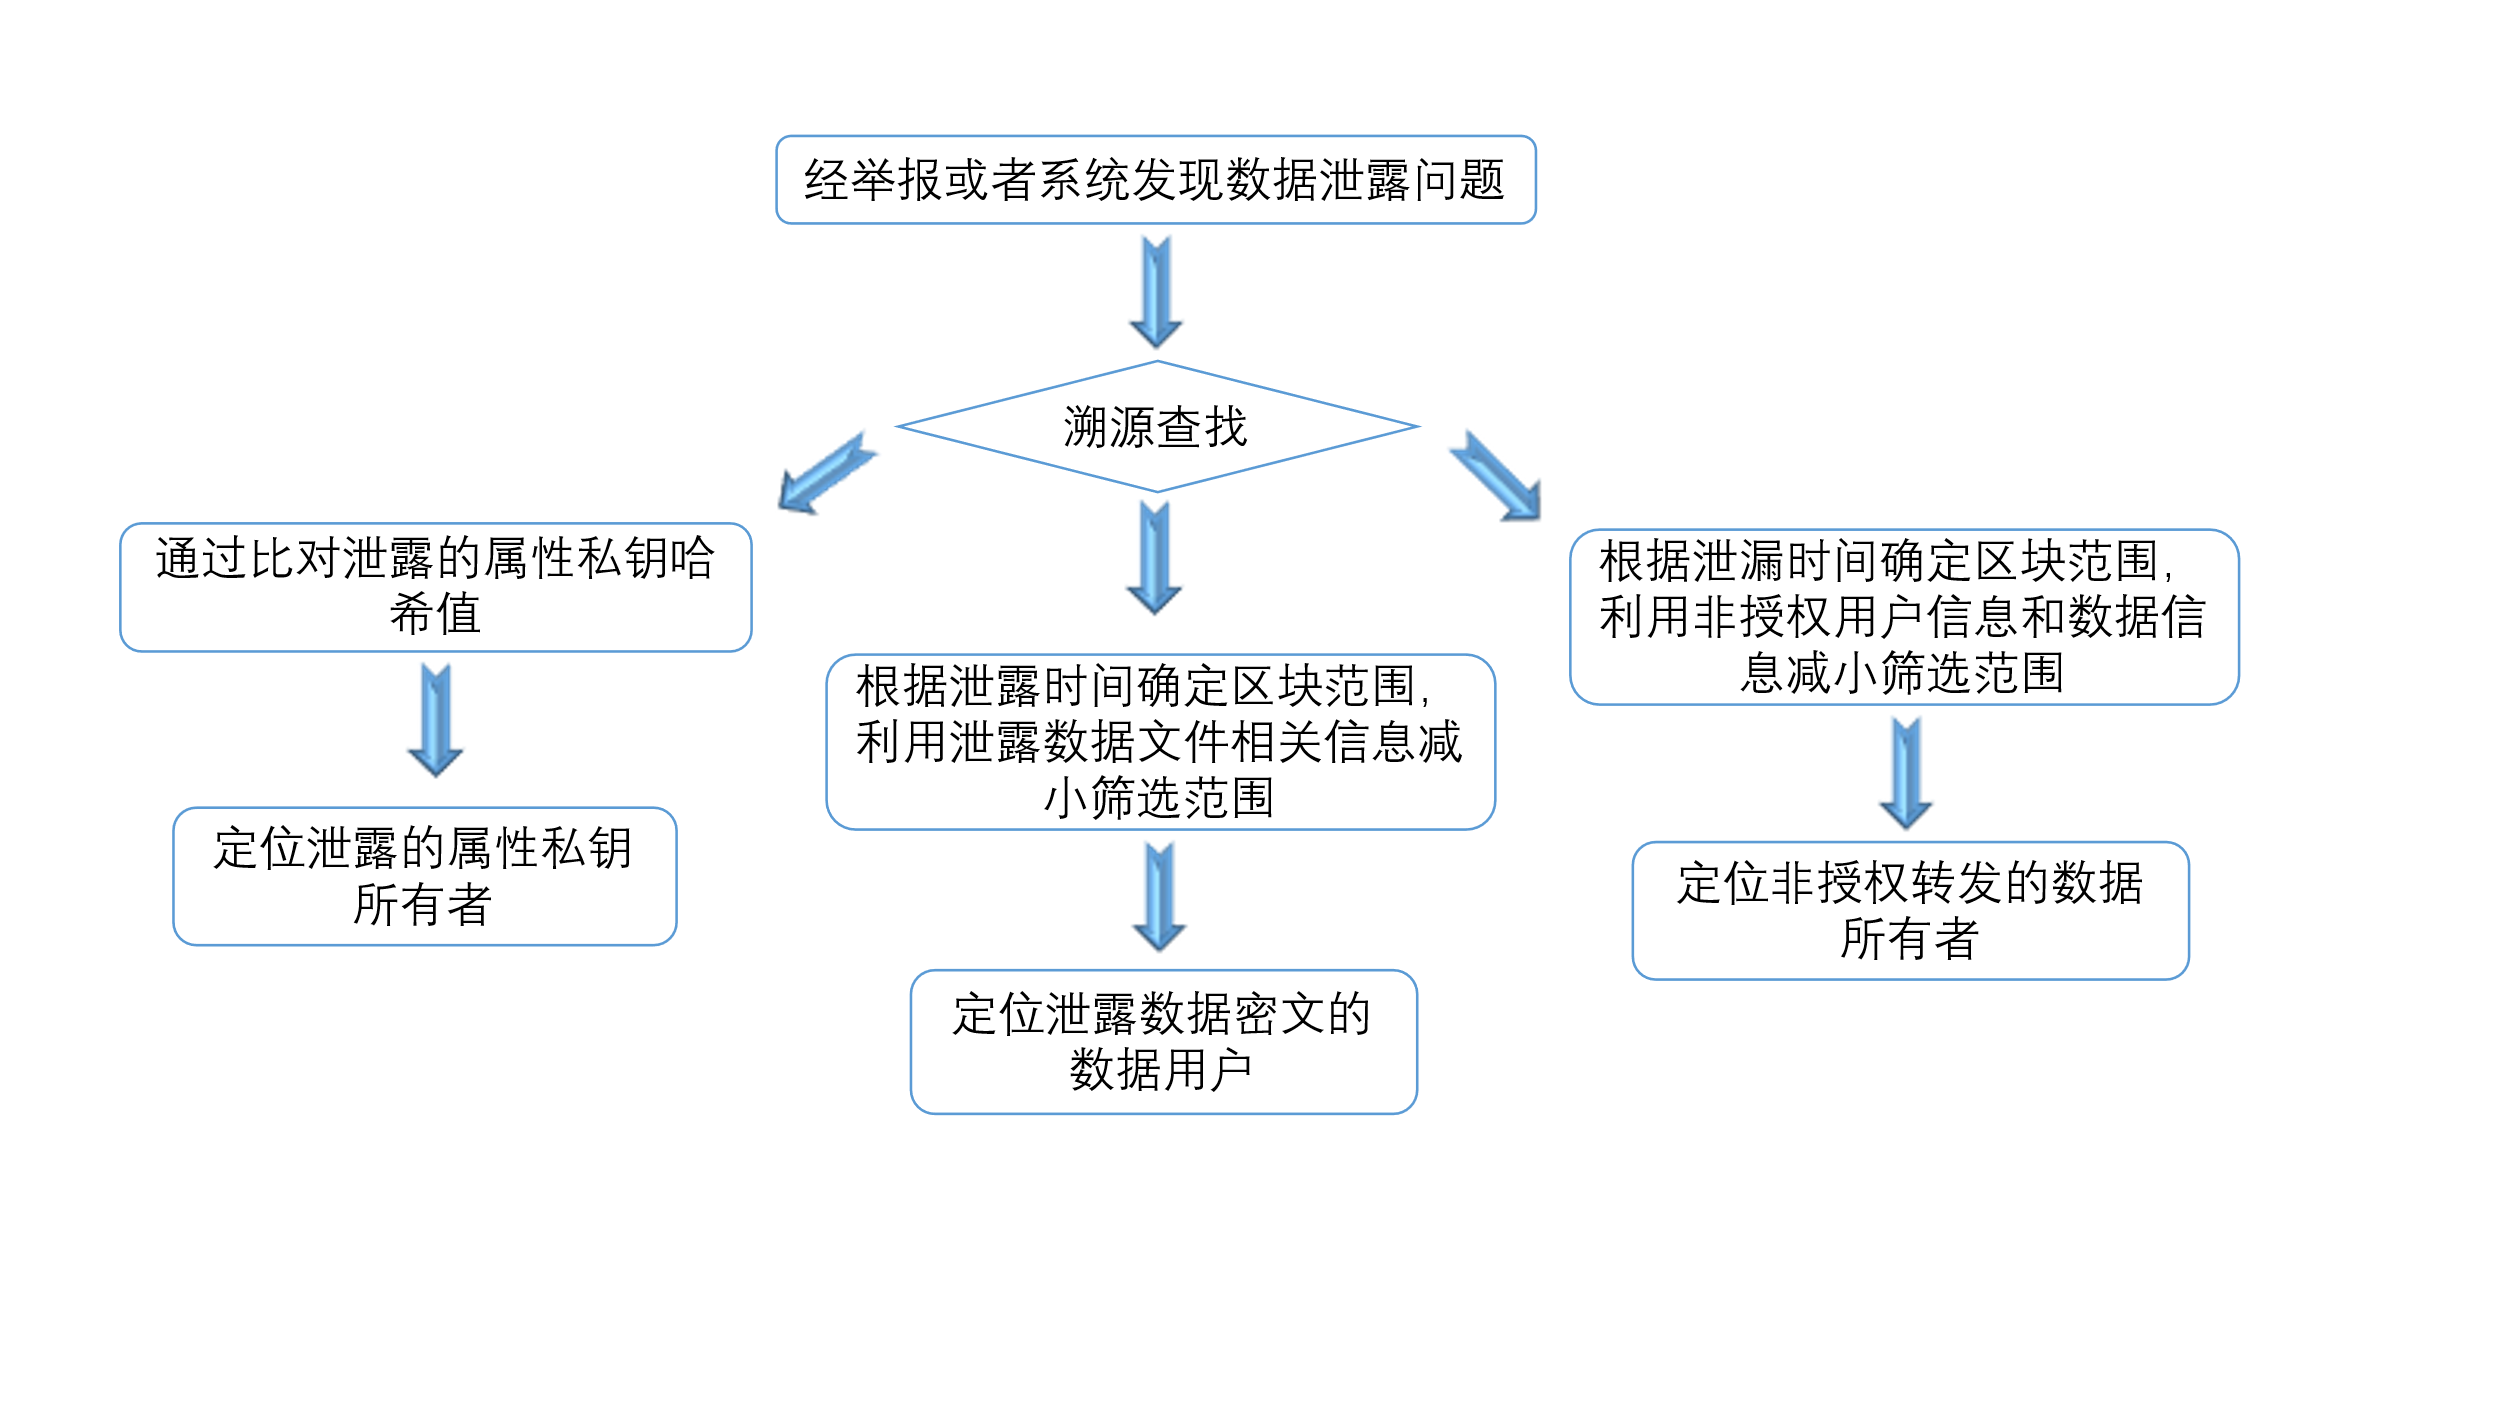 经举报或者系统发现数据泄露问题
溯源查找
通过比对泄露的属性私钥哈
希值
定位泄露的属性私钥
所有者
根据泄露时间确定区块范围,
利用泄露数据文件相关信息减
小筛选范围
定位泄露数据密文的
数据用户
根据泄漏时间确定区块范围,
利用非授权用户信息和数据信
息减小筛选范围
定位非授权转发的数据
所有者